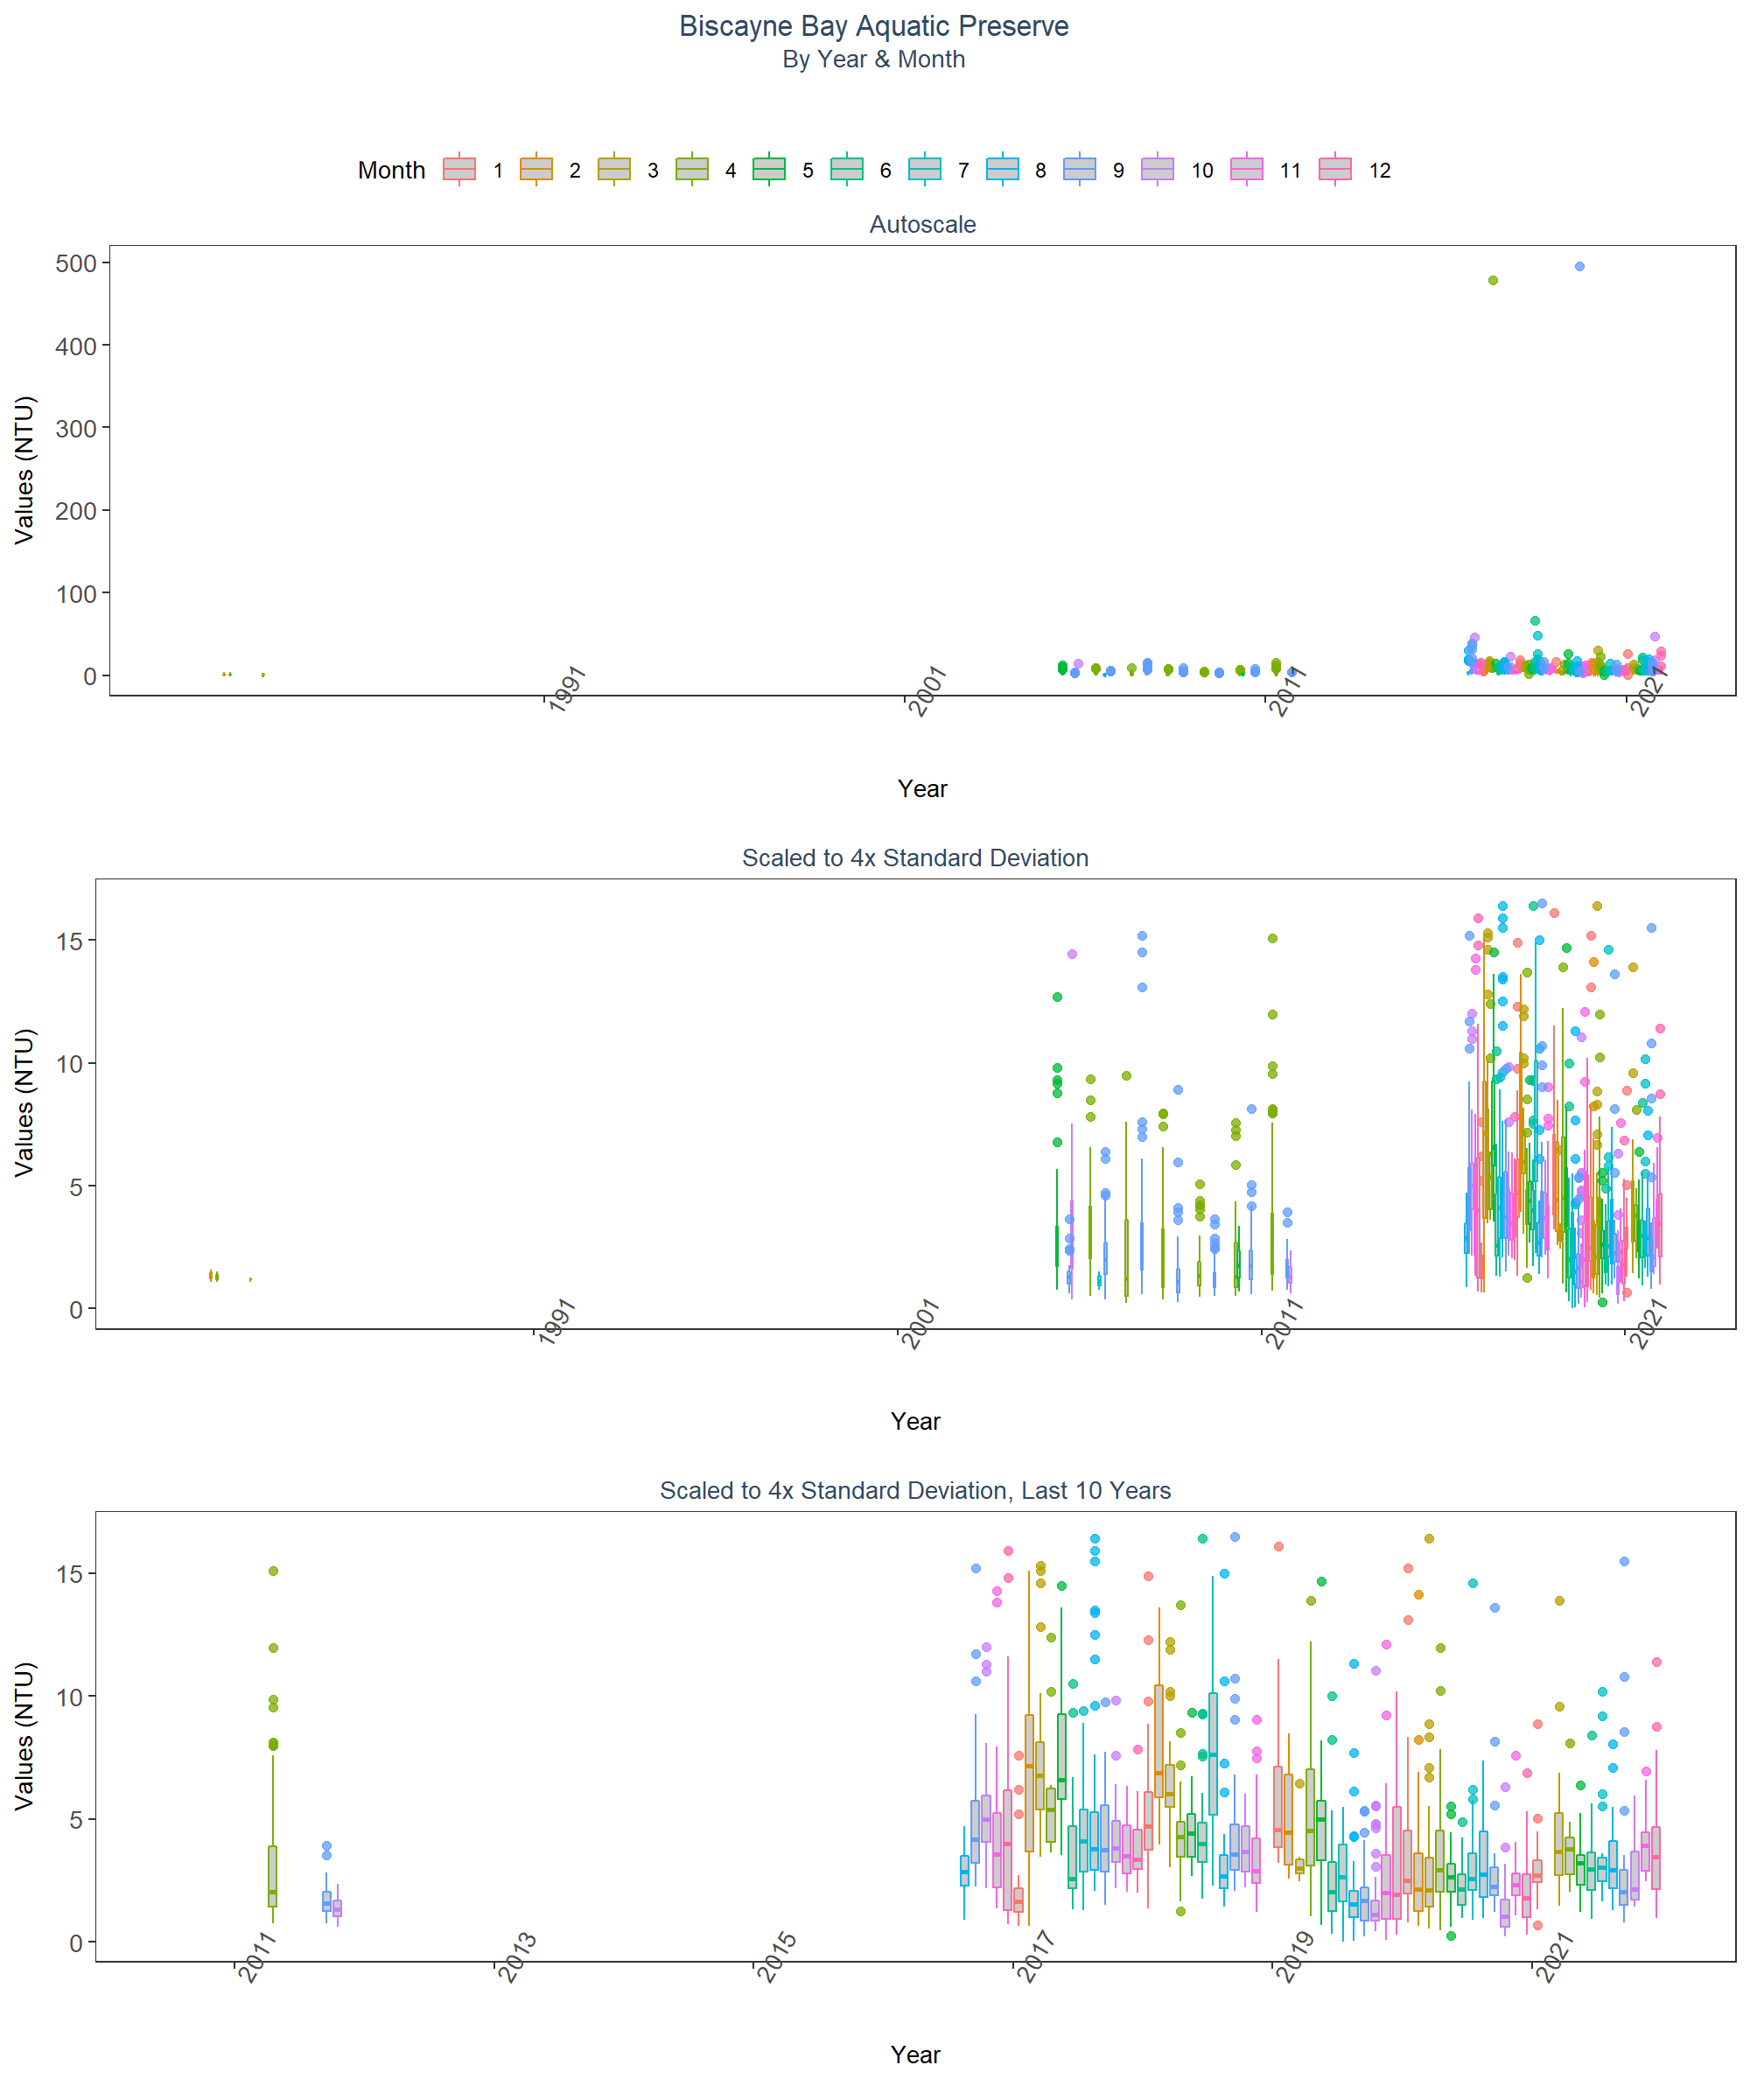 Biscayne Bay Aquatic Preserve
By Year & Month
Month 1 2 3 4 5 6 7 8 9 10 11 12
Autoscale
Values (NTU)
500
400
300
200
100
0
1991 2001 2011 2021
Year
Scaled to 4x Standard Deviation
Values (NTU)
15
10
5
0
1991 2001 2011 2021
Year
Scaled to 4x Standard Deviation, Last 10 Years
Values (NTU)
15
10
5
0
2011 2013 2015 2017 2019 2021
Year